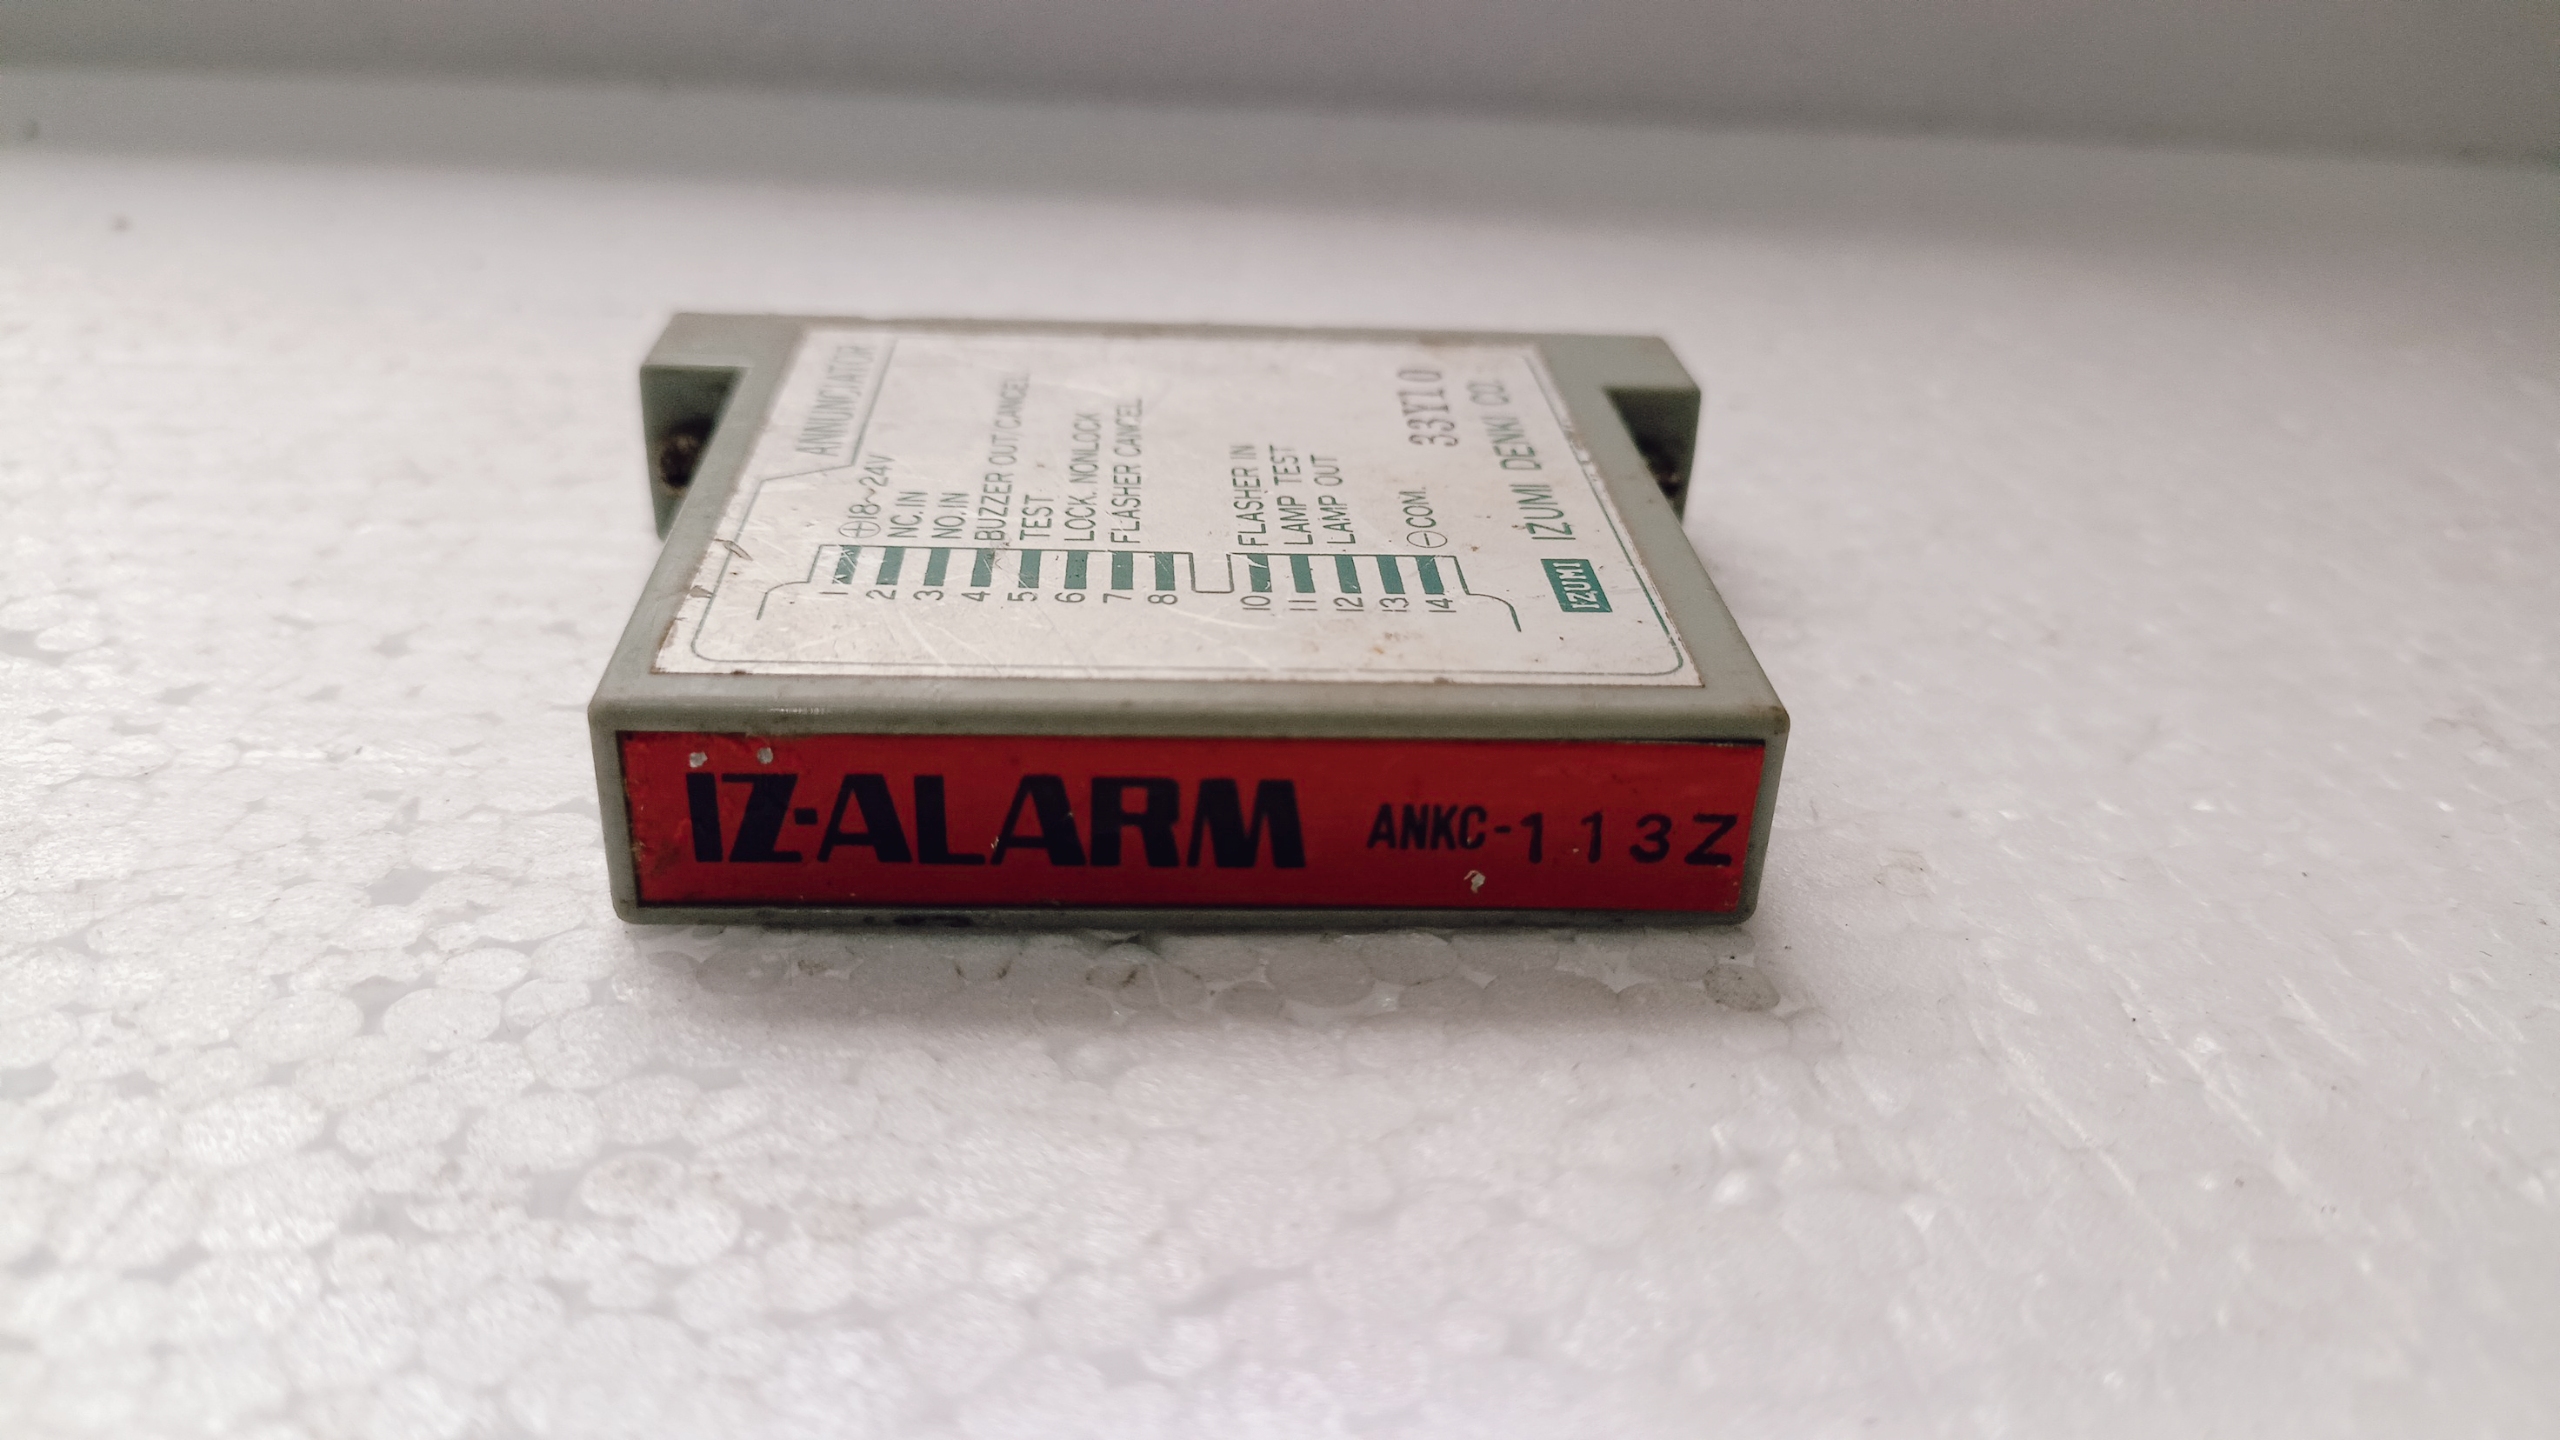 ANNUNCIATOR
1 ⊕18~24V
2 NC.IN
3 NO.IN
4 BUZZER OUT/CANCEL
5 TEST
6 LOCK. NONLOCK
7 FLASHER CANCEL
8
10 FLASHER IN
11 LAMP TEST
12 LAMP OUT
13
14 ⊖COM.
33Y10
IZUMI IZUMI DENKI CO.
IZ-ALARM ANKC-113Z